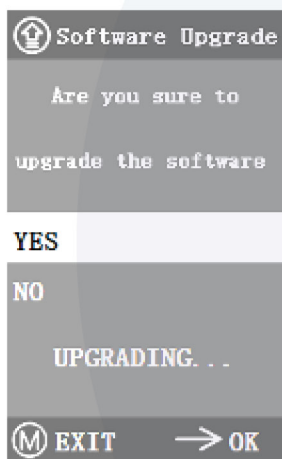 Software Upgrade
Are you sure to
upgrade the software
YES
NO
UPGRADING...
M EXIT → OK